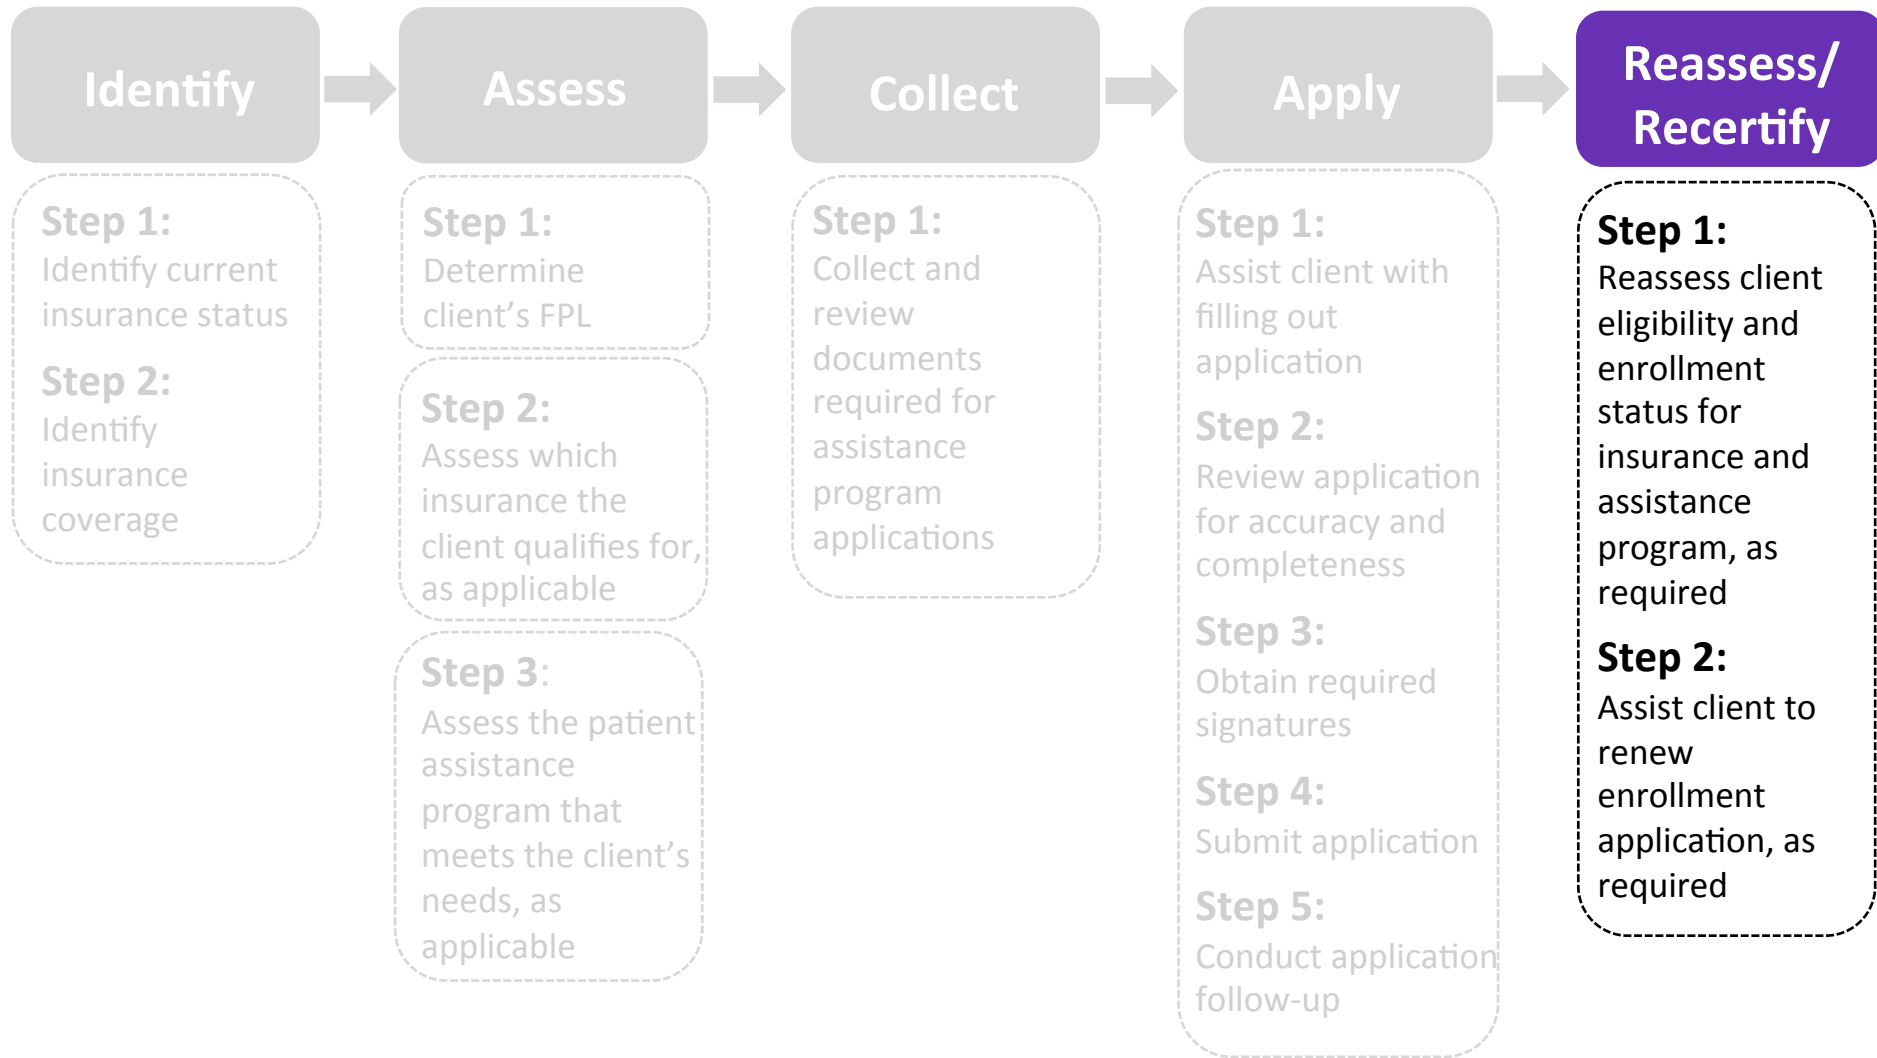 Identify
Step 1:
Identify current
insurance status
Step 2:
Identify
insurance
coverage
Assess
Step 1:
Determine
client’s FPL
Step 2:
Assess which
insurance the
client qualifies for,
as applicable
Step 3:
Assess the patient
assistance
program that
meets the client’s
needs, as
applicable
Collect
Step 1:
Collect and
review
documents
required for
assistance
program
applications
Apply
Step 1:
Assist client with
filling out
application
Step 2:
Review application
for accuracy and
completeness
Step 3:
Obtain required
signatures
Step 4:
Submit application
Step 5:
Conduct application
follow-up
Reassess/
Recertify
Step 1:
Reassess client
eligibility and
enrollment
status for
insurance and
assistance
program, as
required
Step 2:
Assist client to
renew
enrollment
application, as
required